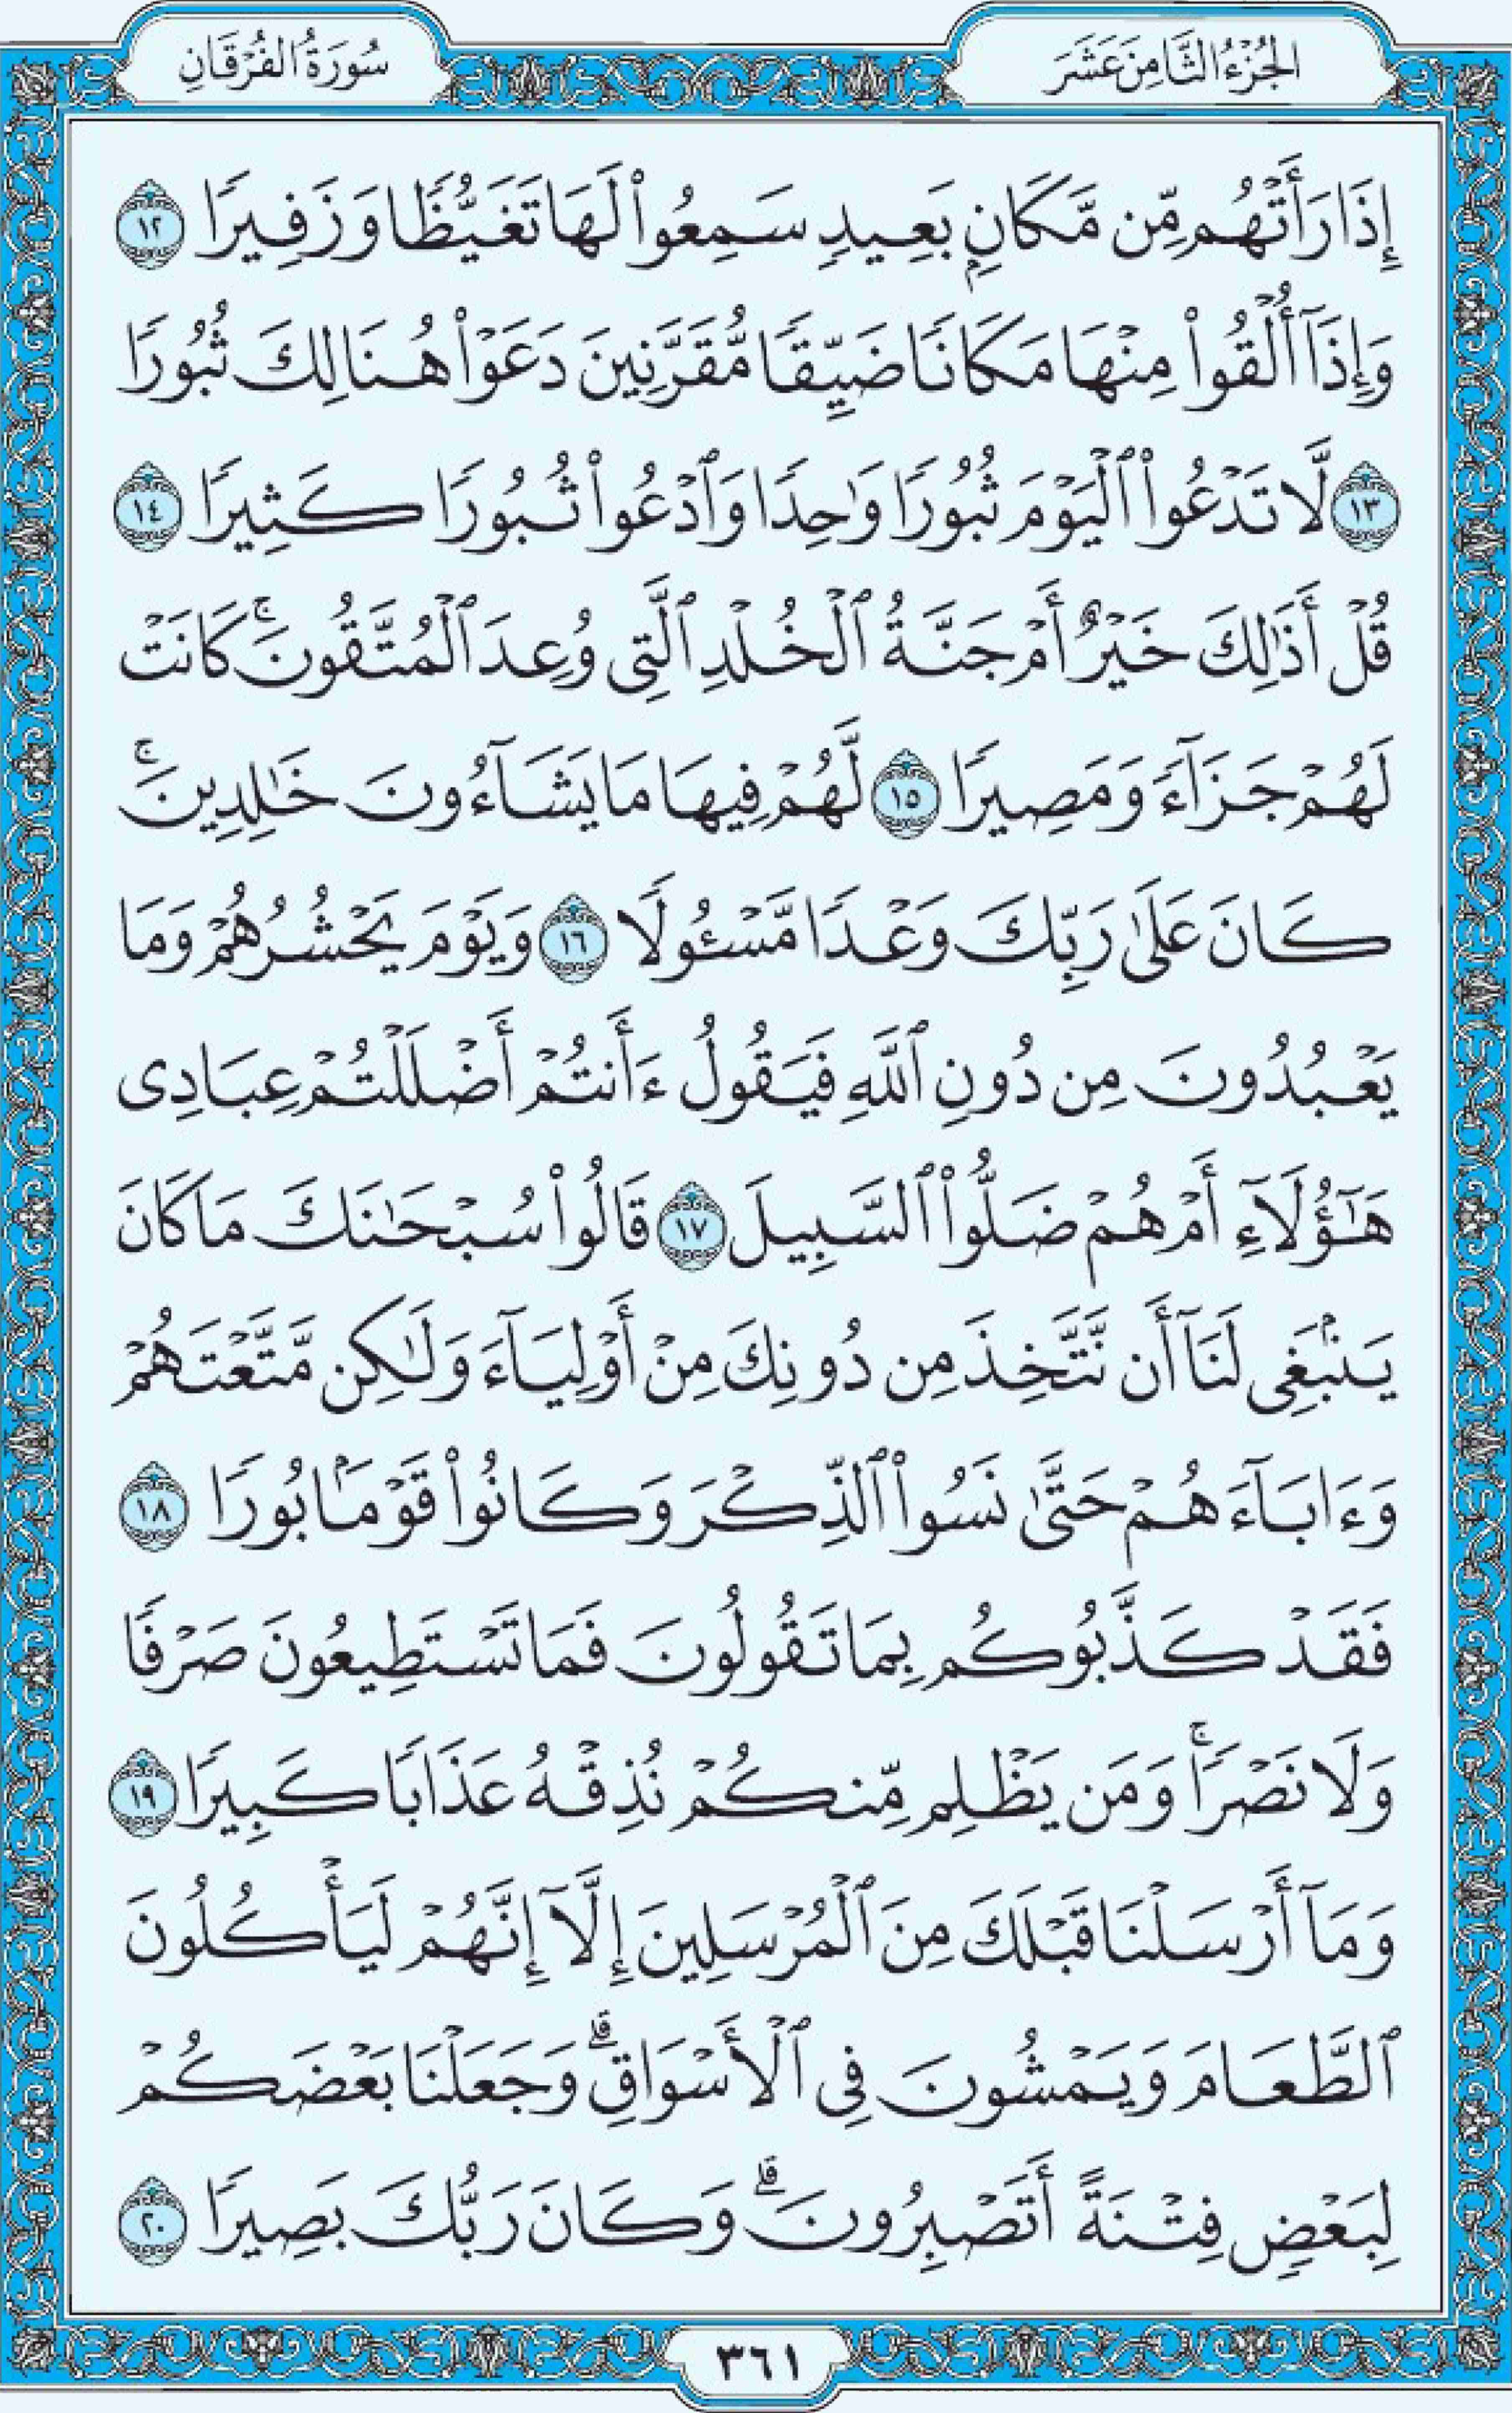 الجُزْءُ الثَّامِنَ عَشَرَ
سُورَةُ الفُرْقَانِ
إِذَا رَأَتْهُم مِّن مَّكَانٍۭ بَعِيدٖ سَمِعُواْ لَهَا تَغَيُّظٗا وَزَفِيرٗا ١٢
وَإِذَآ أُلۡقُواْ مِنۡهَا مَكَانٗا ضَيِّقٗا مُّقَرَّنِينَ دَعَوۡاْ هُنَالِكَ ثُبُورٗا
١٣ لَّا تَدۡعُواْ ٱلۡيَوۡمَ ثُبُورٗا وَٰحِدٗا وَٱدۡعُواْ ثُبُورٗا كَثِيرٗا ١٤
قُلۡ أَذَٰلِكَ خَيۡرٌ أَمۡ جَنَّةُ ٱلۡخُلۡدِ ٱلَّتِي وُعِدَ ٱلۡمُتَّقُونَۚ كَانَتۡ
لَهُمۡ جَزَآءٗ وَمَصِيرٗا ١٥ لَّهُمۡ فِيهَا مَا يَشَآءُونَ خَٰلِدِينَۚ
كَانَ عَلَىٰ رَبِّكَ وَعۡدٗا مَّسۡـُٔولٗا ١٦ وَيَوۡمَ يَحۡشُرُهُمۡ وَمَا
يَعۡبُدُونَ مِن دُونِ ٱللَّهِ فَيَقُولُ ءَأَنتُمۡ أَضۡلَلۡتُمۡ عِبَادِي
هَٰٓؤُلَآءِ أَمۡ هُمۡ ضَلُّواْ ٱلسَّبِيلَ ١٧ قَالُواْ سُبۡحَٰنَكَ مَا كَانَ
يَنۢبَغِي لَنَآ أَن نَّتَّخِذَ مِن دُونِكَ مِنۡ أَوۡلِيَآءَ وَلَٰكِن مَّتَّعۡتَهُمۡ
وَءَابَآءَهُمۡ حَتَّىٰ نَسُواْ ٱلذِّكۡرَ وَكَانُواْ قَوۡمَۢا بُورٗا ١٨
فَقَدۡ كَذَّبُوكُم بِمَا تَقُولُونَ فَمَا تَسۡتَطِيعُونَ صَرۡفٗا
وَلَا نَصۡرٗاۚ وَمَن يَظۡلِم مِّنكُمۡ نُذِقۡهُ عَذَابٗا كَبِيرٗا ١٩
وَمَآ أَرۡسَلۡنَا قَبۡلَكَ مِنَ ٱلۡمُرۡسَلِينَ إِلَّآ إِنَّهُمۡ لَيَأۡكُلُونَ
ٱلطَّعَامَ وَيَمۡشُونَ فِي ٱلۡأَسۡوَاقِۗ وَجَعَلۡنَا بَعۡضَكُمۡ
لِبَعۡضٖ فِتۡنَةً أَتَصۡبِرُونَۗ وَكَانَ رَبُّكَ بَصِيرٗا ٢٠
٣٦١